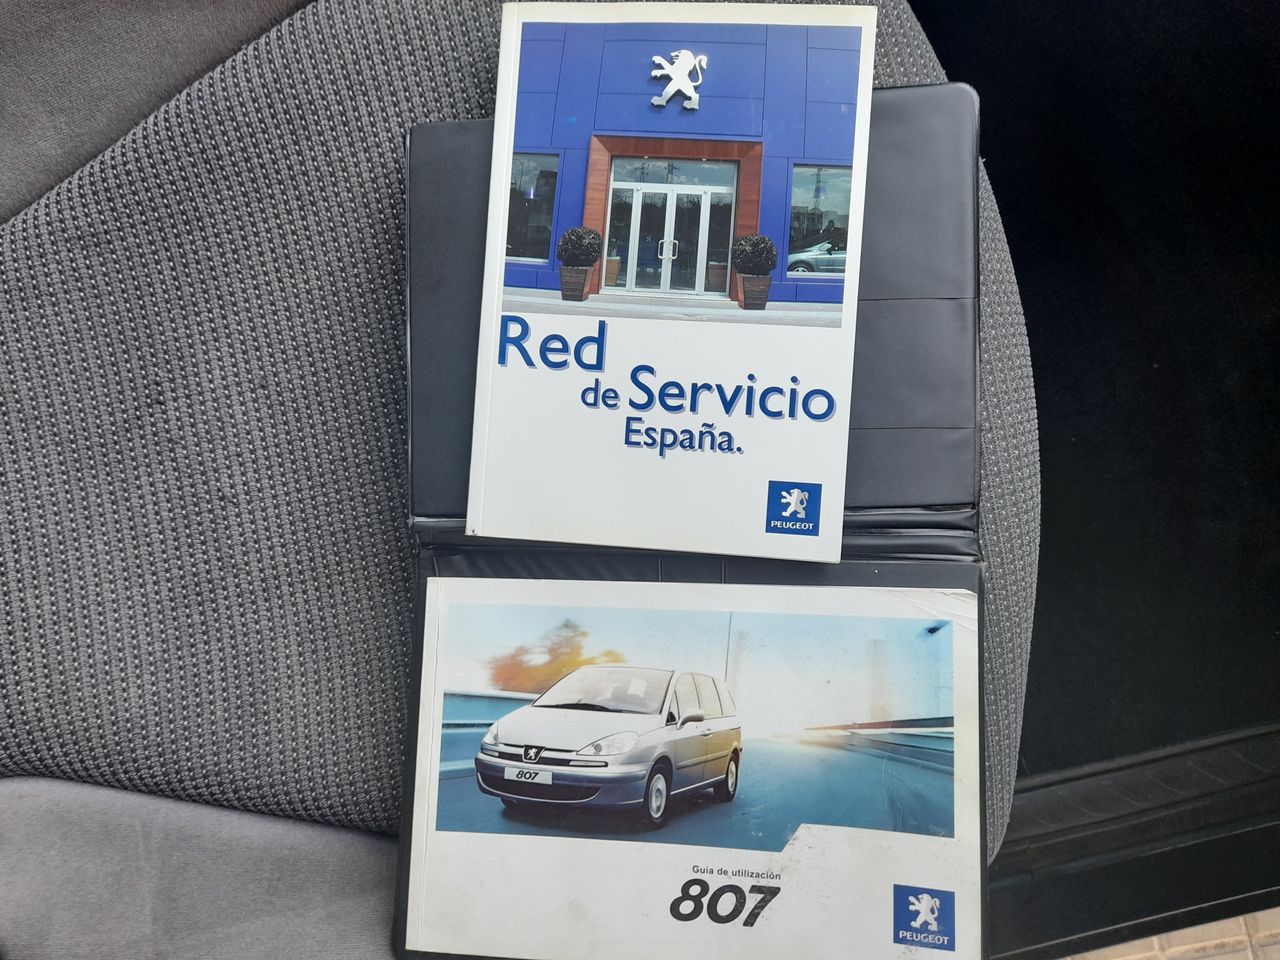 Red
de Servicio
España.
PEUGEOT
807
Guía de utilización
807
PEUGEOT